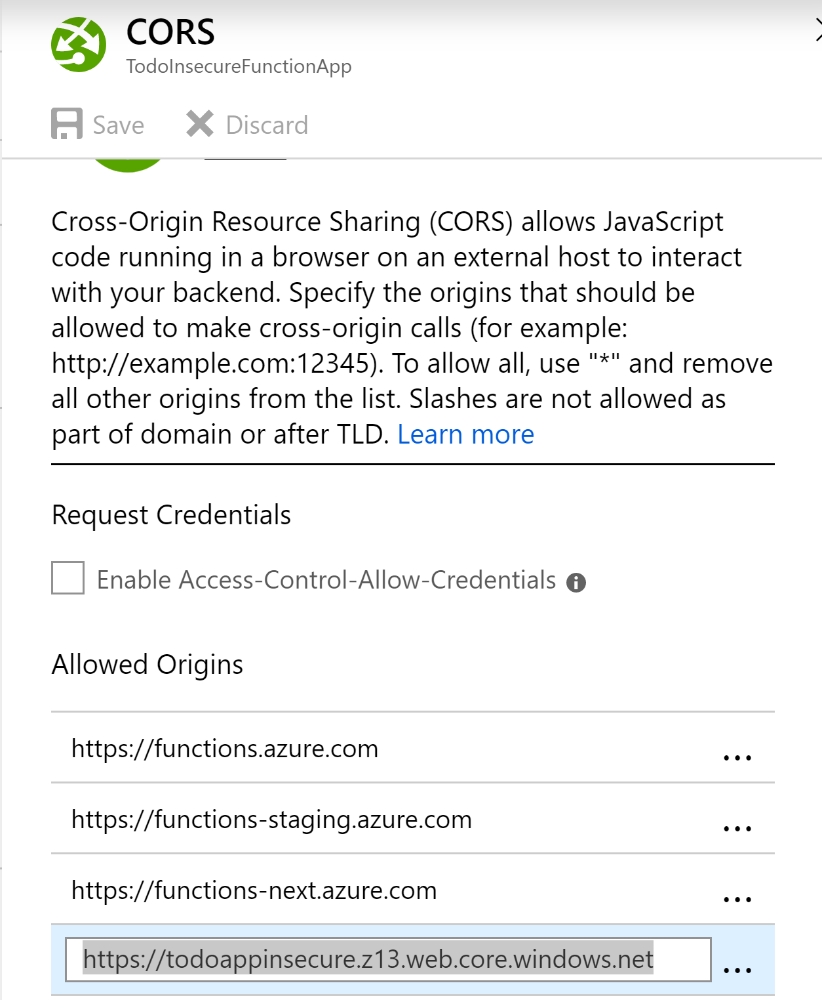 CORS
TodoInsecureFunctionApp
Save Discard
Cross-Origin Resource Sharing (CORS) allows JavaScript
code running in a browser on an external host to interact
with your backend. Specify the origins that should be
allowed to make cross-origin calls (for example:
http://example.com:12345). To allow all, use "*" and remove
all other origins from the list. Slashes are not allowed as
part of domain or after TLD. Learn more
Request Credentials
Enable Access-Control-Allow-Credentials
Allowed Origins
https://functions.azure.com
...
https://functions-staging.azure.com
...
https://functions-next.azure.com
...
https://todoappinsecure.z13.web.core.windows.net
...